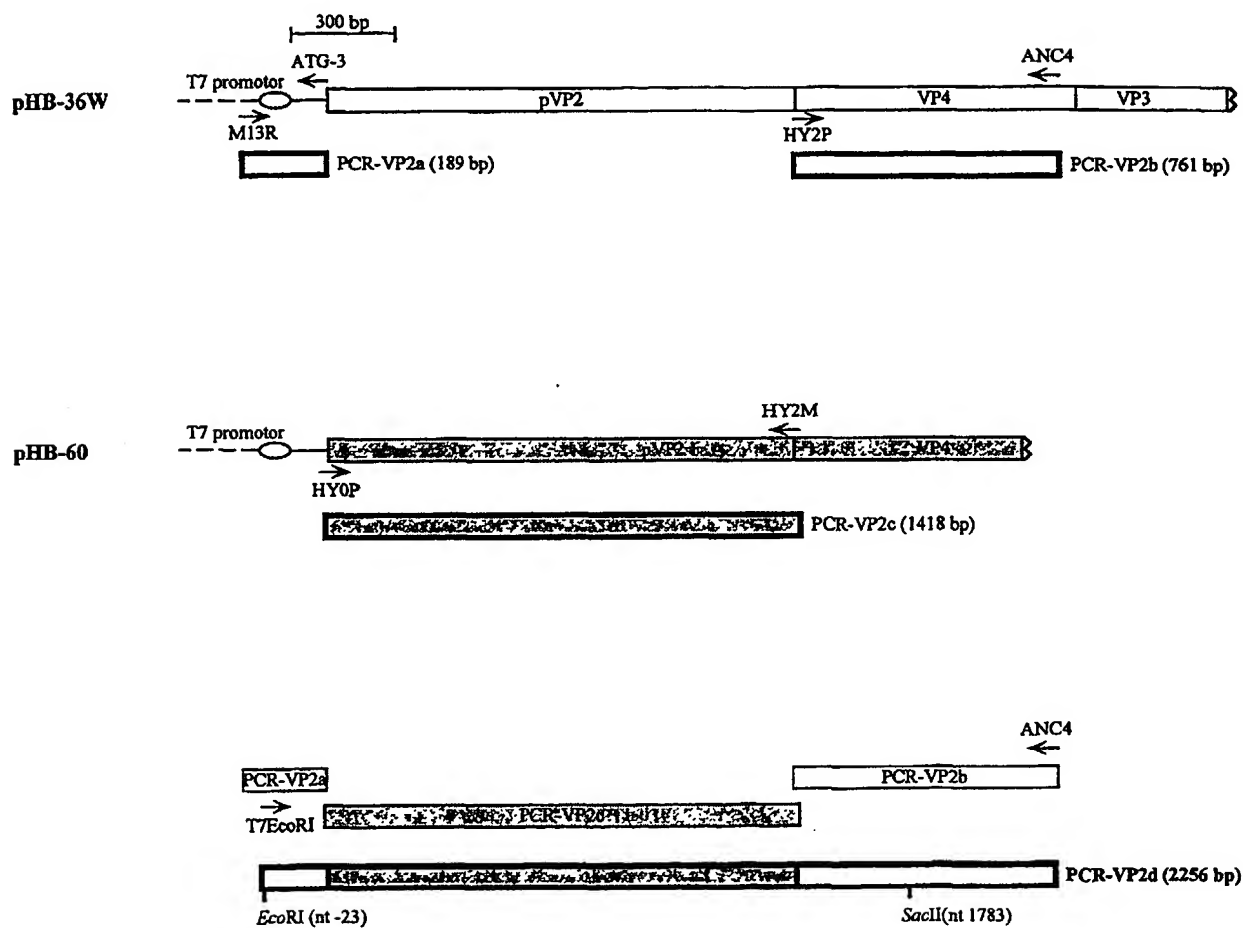 300 bp
ATG-3
ANC4
T7 promotor
pHB-36W
pVP2
VP4
VP3
M13R
HY2P
PCR-VP2a (189 bp)
PCR-VP2b (761 bp)
HY2M
T7 promotor
pHB-60
pVP2
VP4
HY0P
PCR-VP2c (1418 bp)
ANC4
PCR-VP2a
PCR-VP2b
T7EcoRI
PCR-VP2d (2256 bp)
EcoRI (nt -23)
SacII(nt 1783)